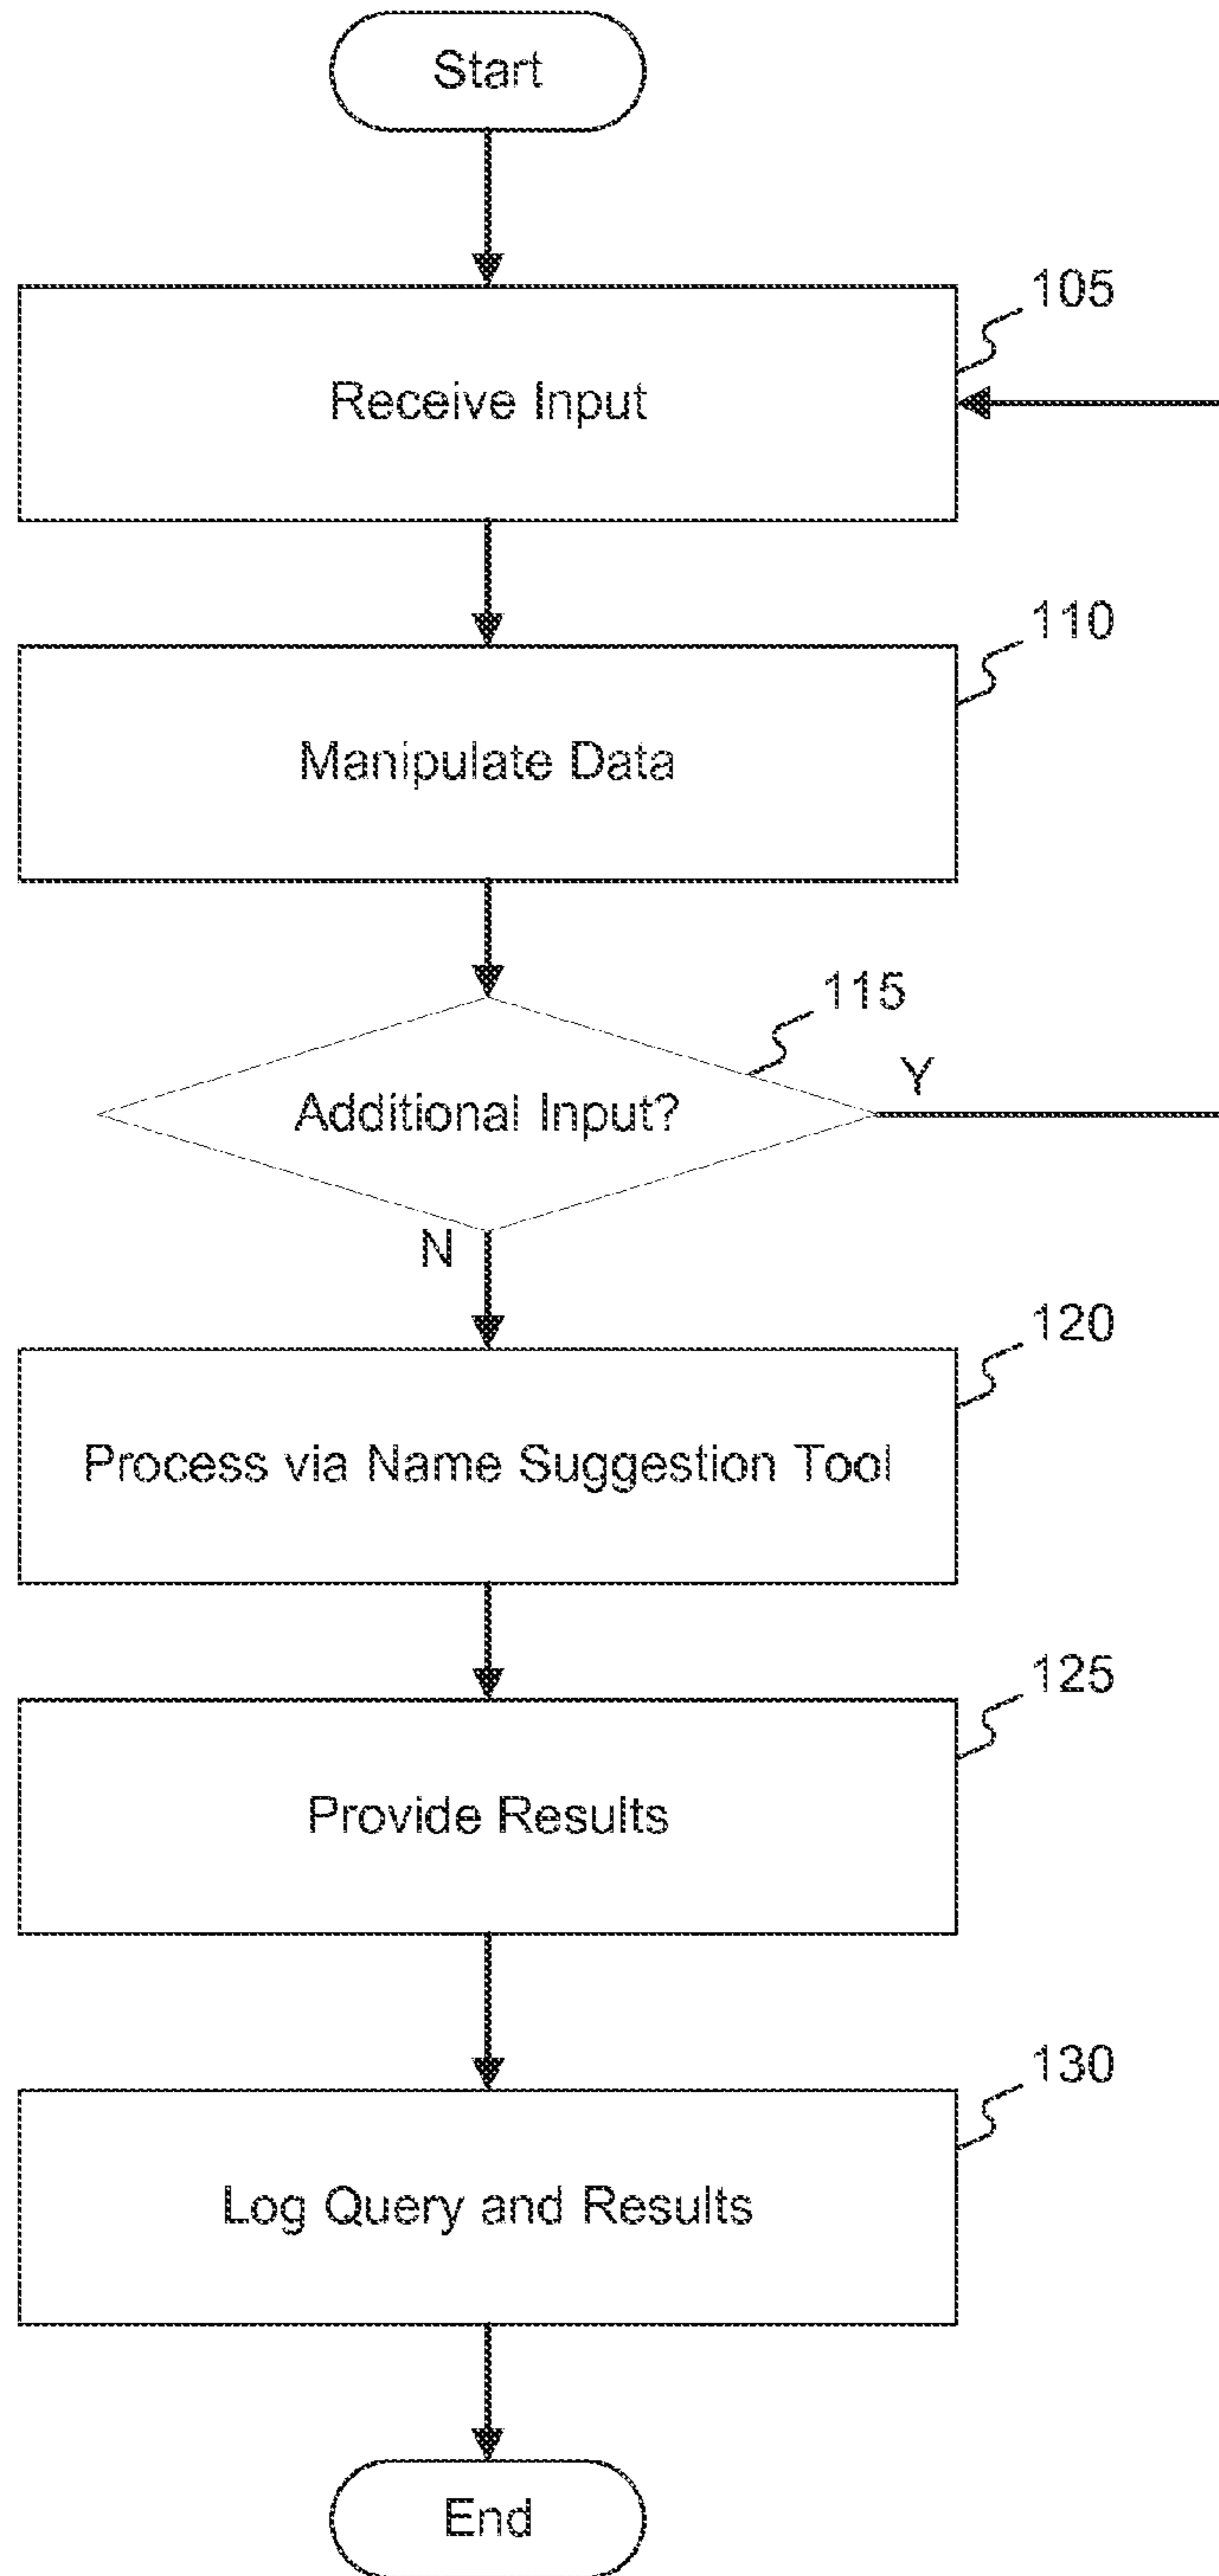 Start
105
Receive Input
110
Manipulate Data
115
Additional Input?
Y
N
120
Process via Name Suggestion Tool
125
Provide Results
130
Log Query and Results
End